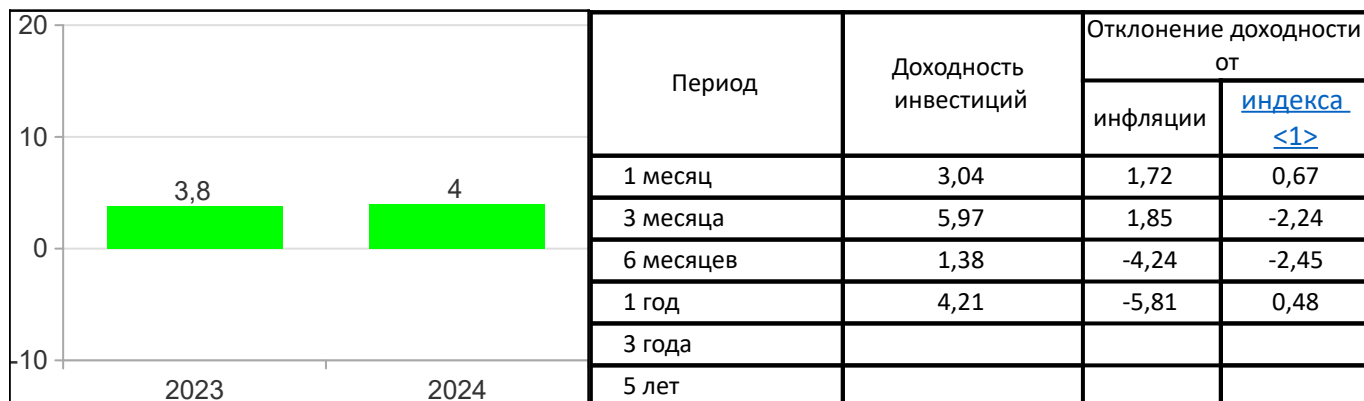 20
10
0
-10
3,8
4
2023
2024
Период
Доходность
инвестиций
Отклонение доходности
от
инфляции
индекса
<1>
1 месяц 3,04 1,72 0,67
3 месяца 5,97 1,85 -2,24
6 месяцев 1,38 -4,24 -2,45
1 год 4,21 -5,81 0,48
3 года
5 лет